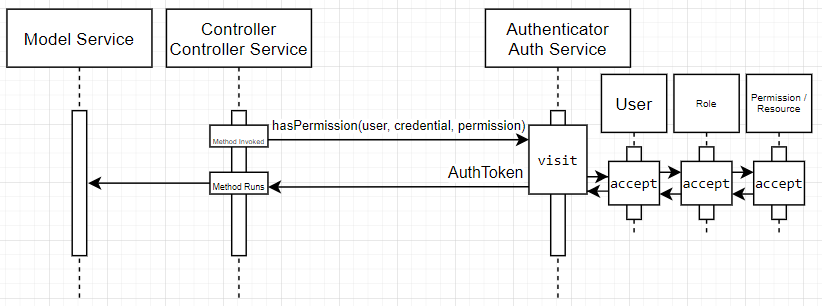 Model Service
Controller
Controller Service
Authenticator
Auth Service
User
Role
Permission /
Resource
hasPermission(user, credential, permission)
Method Invoked
visit
AuthToken
Method Runs
accept
accept
accept